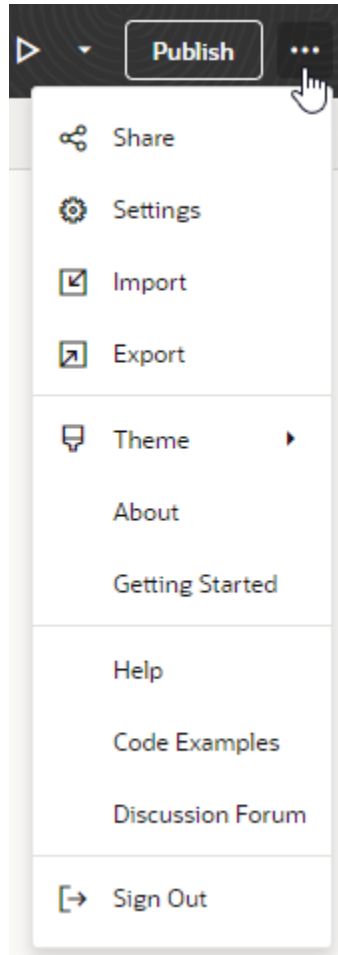 Publish
Share
Settings
Import
Export
Theme
About
Getting Started
Help
Code Examples
Discussion Forum
Sign Out